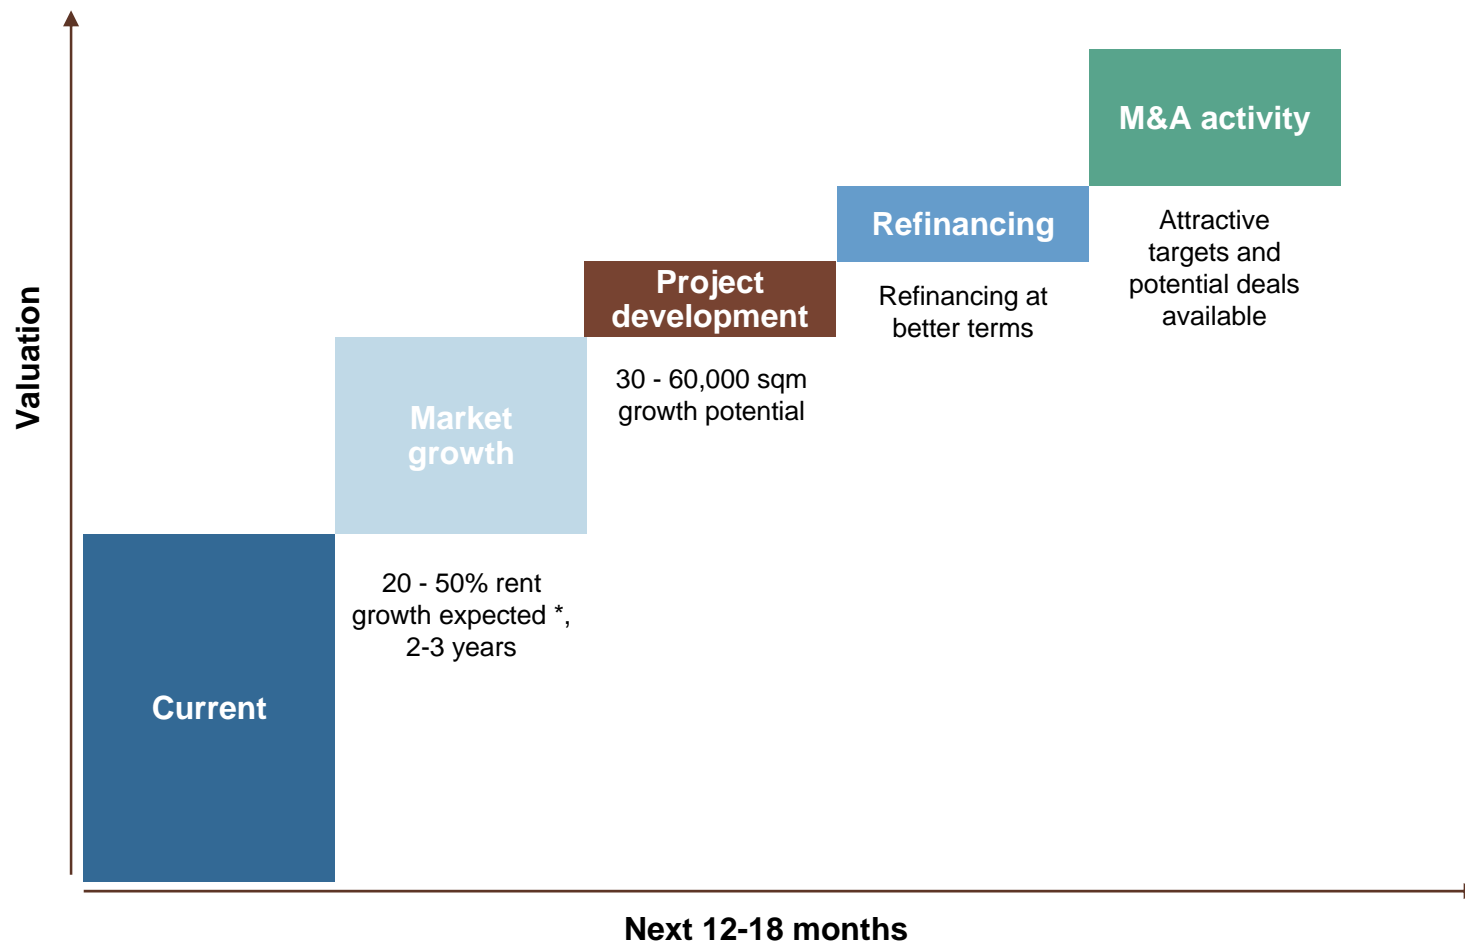 Valuation
Current
Market
growth
20 - 50% rent
growth expected *,
2-3 years
Project
development
30 - 60,000 sqm
growth potential
Refinancing
Refinancing at
better terms
M&A activity
Attractive
targets and
potential deals
available
Next 12-18 months